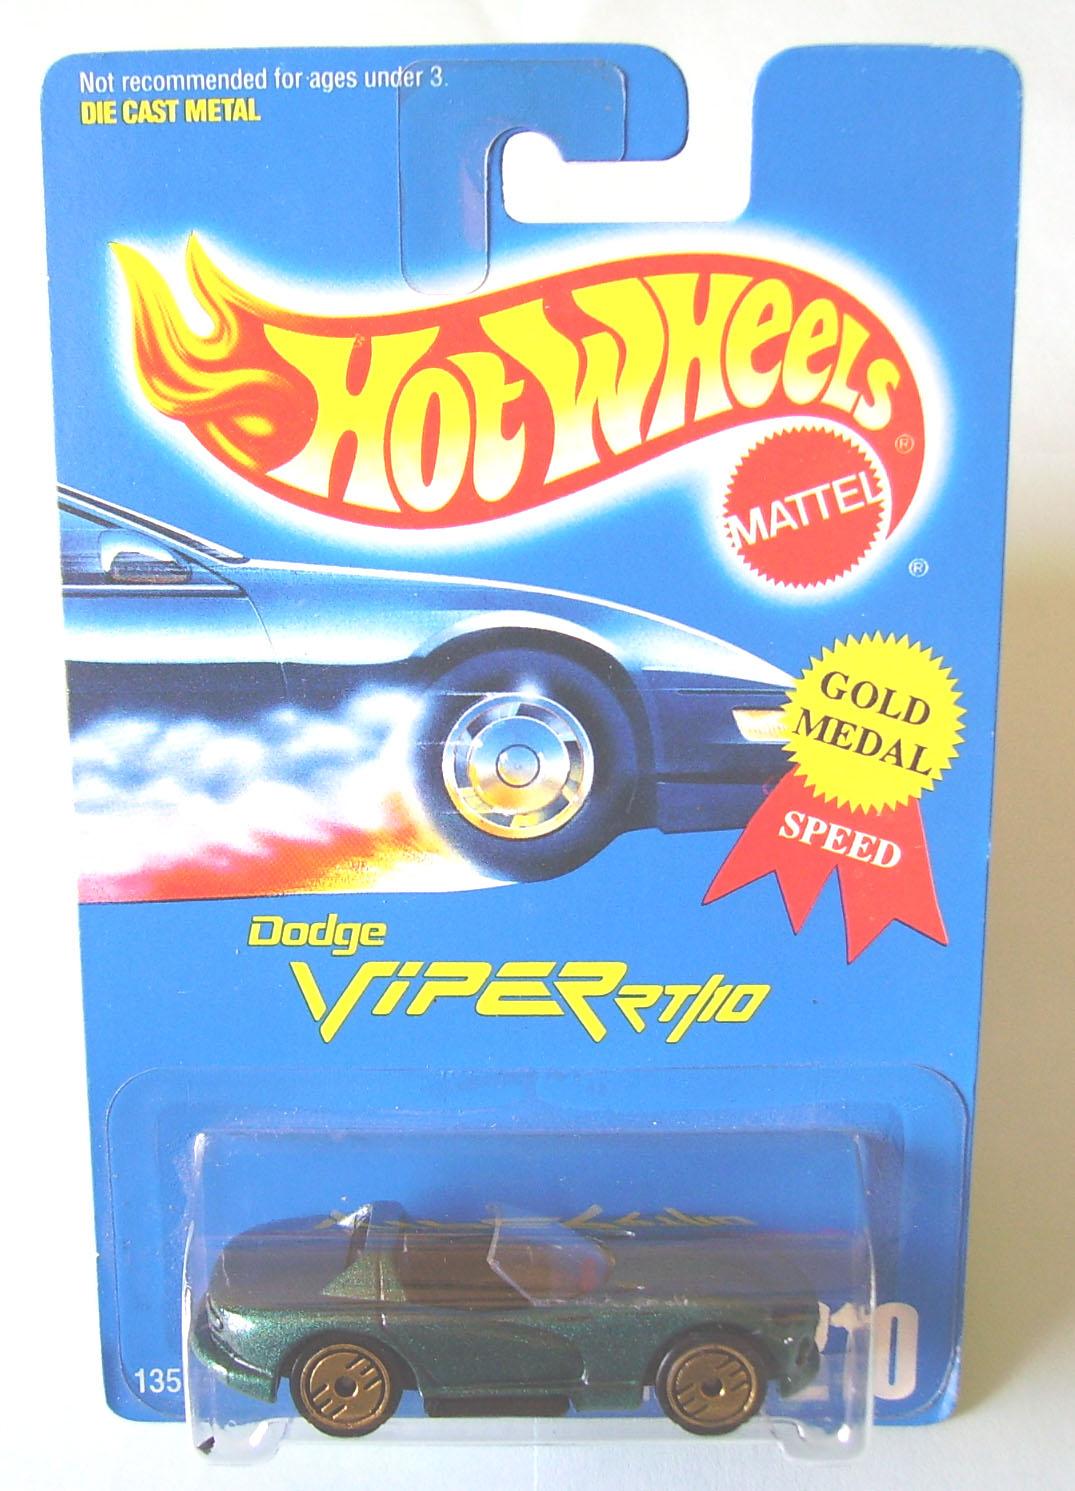 Not recommended for ages under 3.
DIE CAST METAL
HOT WHEELS ®
MATTEL
®
GOLD
MEDAL
SPEED
Dodge
VIPER RT/10
135